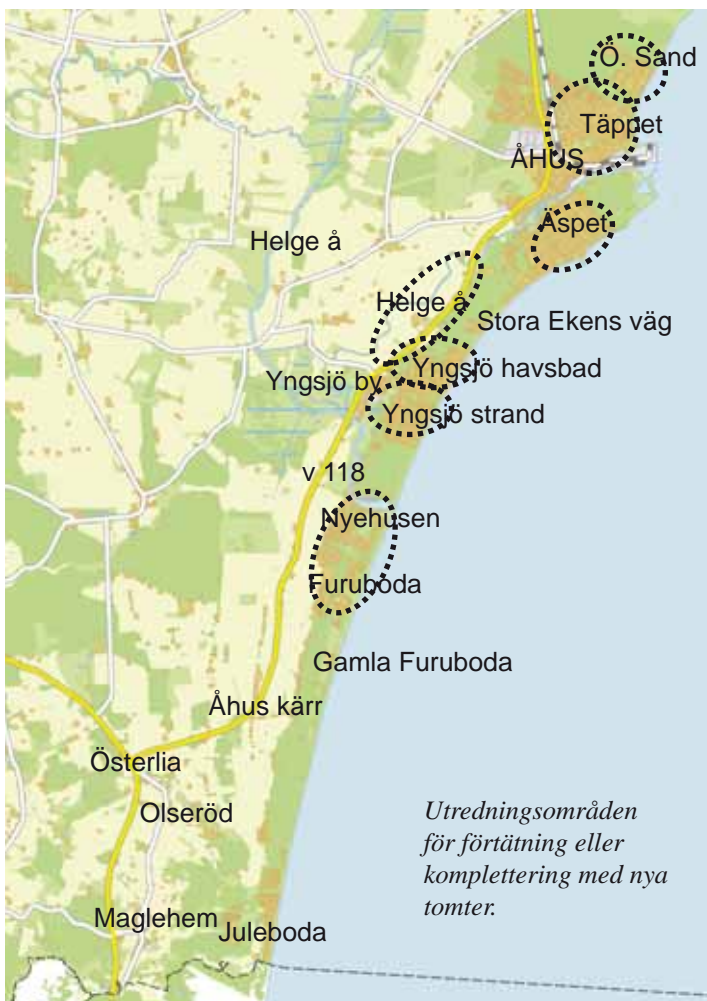 Ö. Sand
Täppet
ÅHUS
Äspet
Helge å
Helge å
Stora Ekens väg
Yngsjö havsbad
Yngsjö by
Yngsjö strand
v 118
Nyehusen
Furuboda
Gamla Furuboda
Åhus kärr
Österlia
Olseröd
Utredningsområden
för förtätning eller
komplettering med nya
tomter.
Maglehem
Juleboda